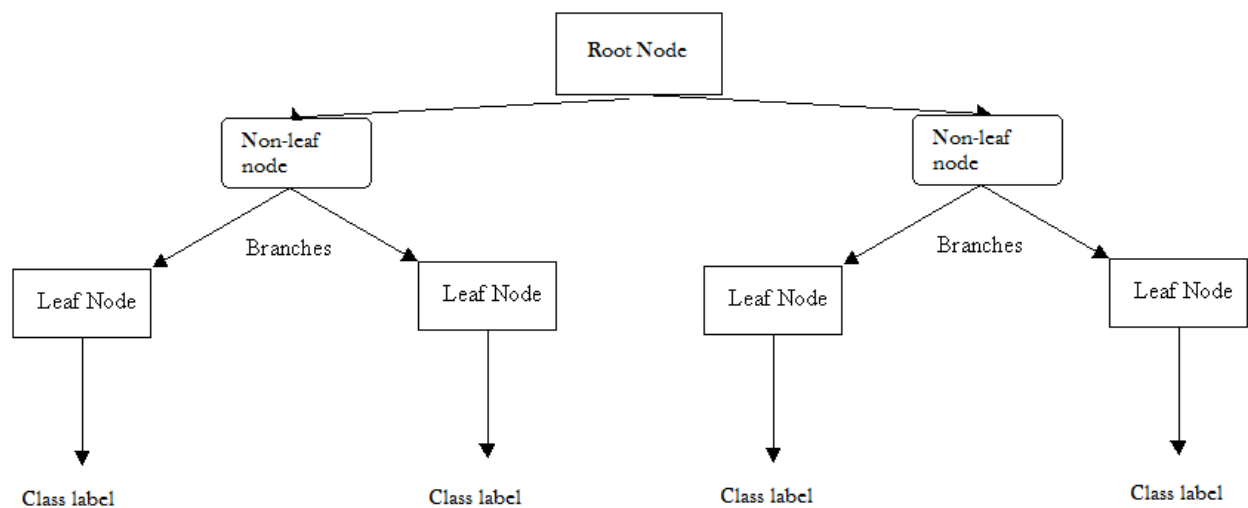 Root Node
Non-leaf
node
Non-leaf
node
Branches
Branches
Leaf Node
Leaf Node
Leaf Node
Leaf Node
Class label
Class label
Class label
Class label